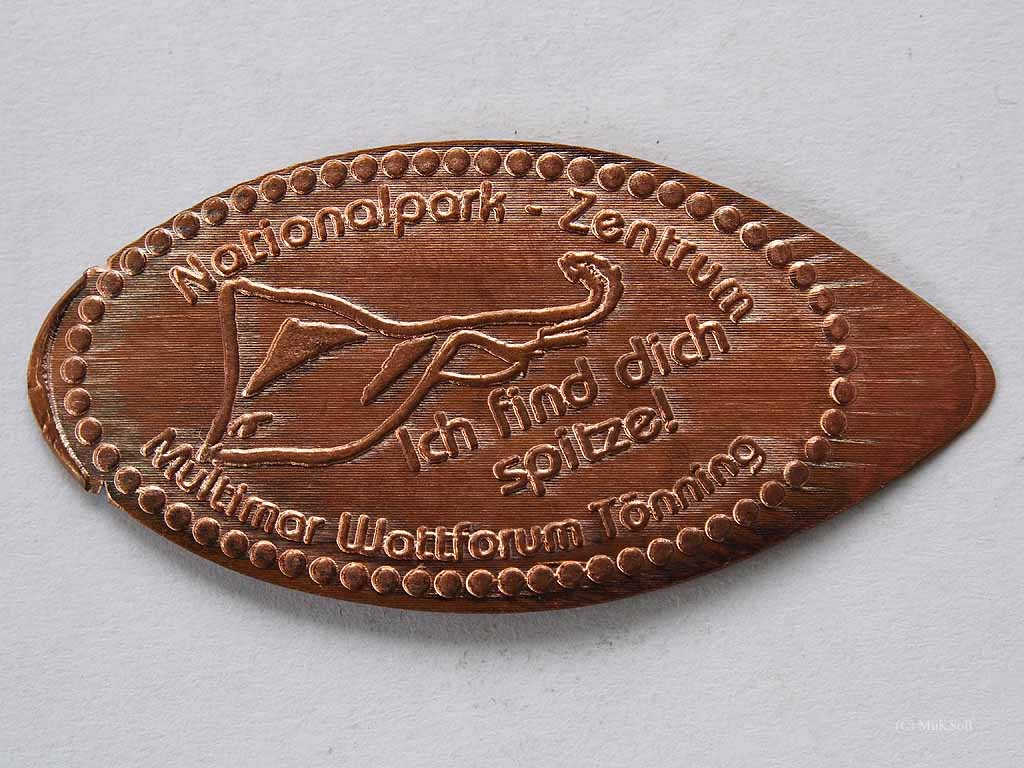 Nationalpark - Zentrum
Ich find dich
spitze!
Multimar Wattforum Tönning